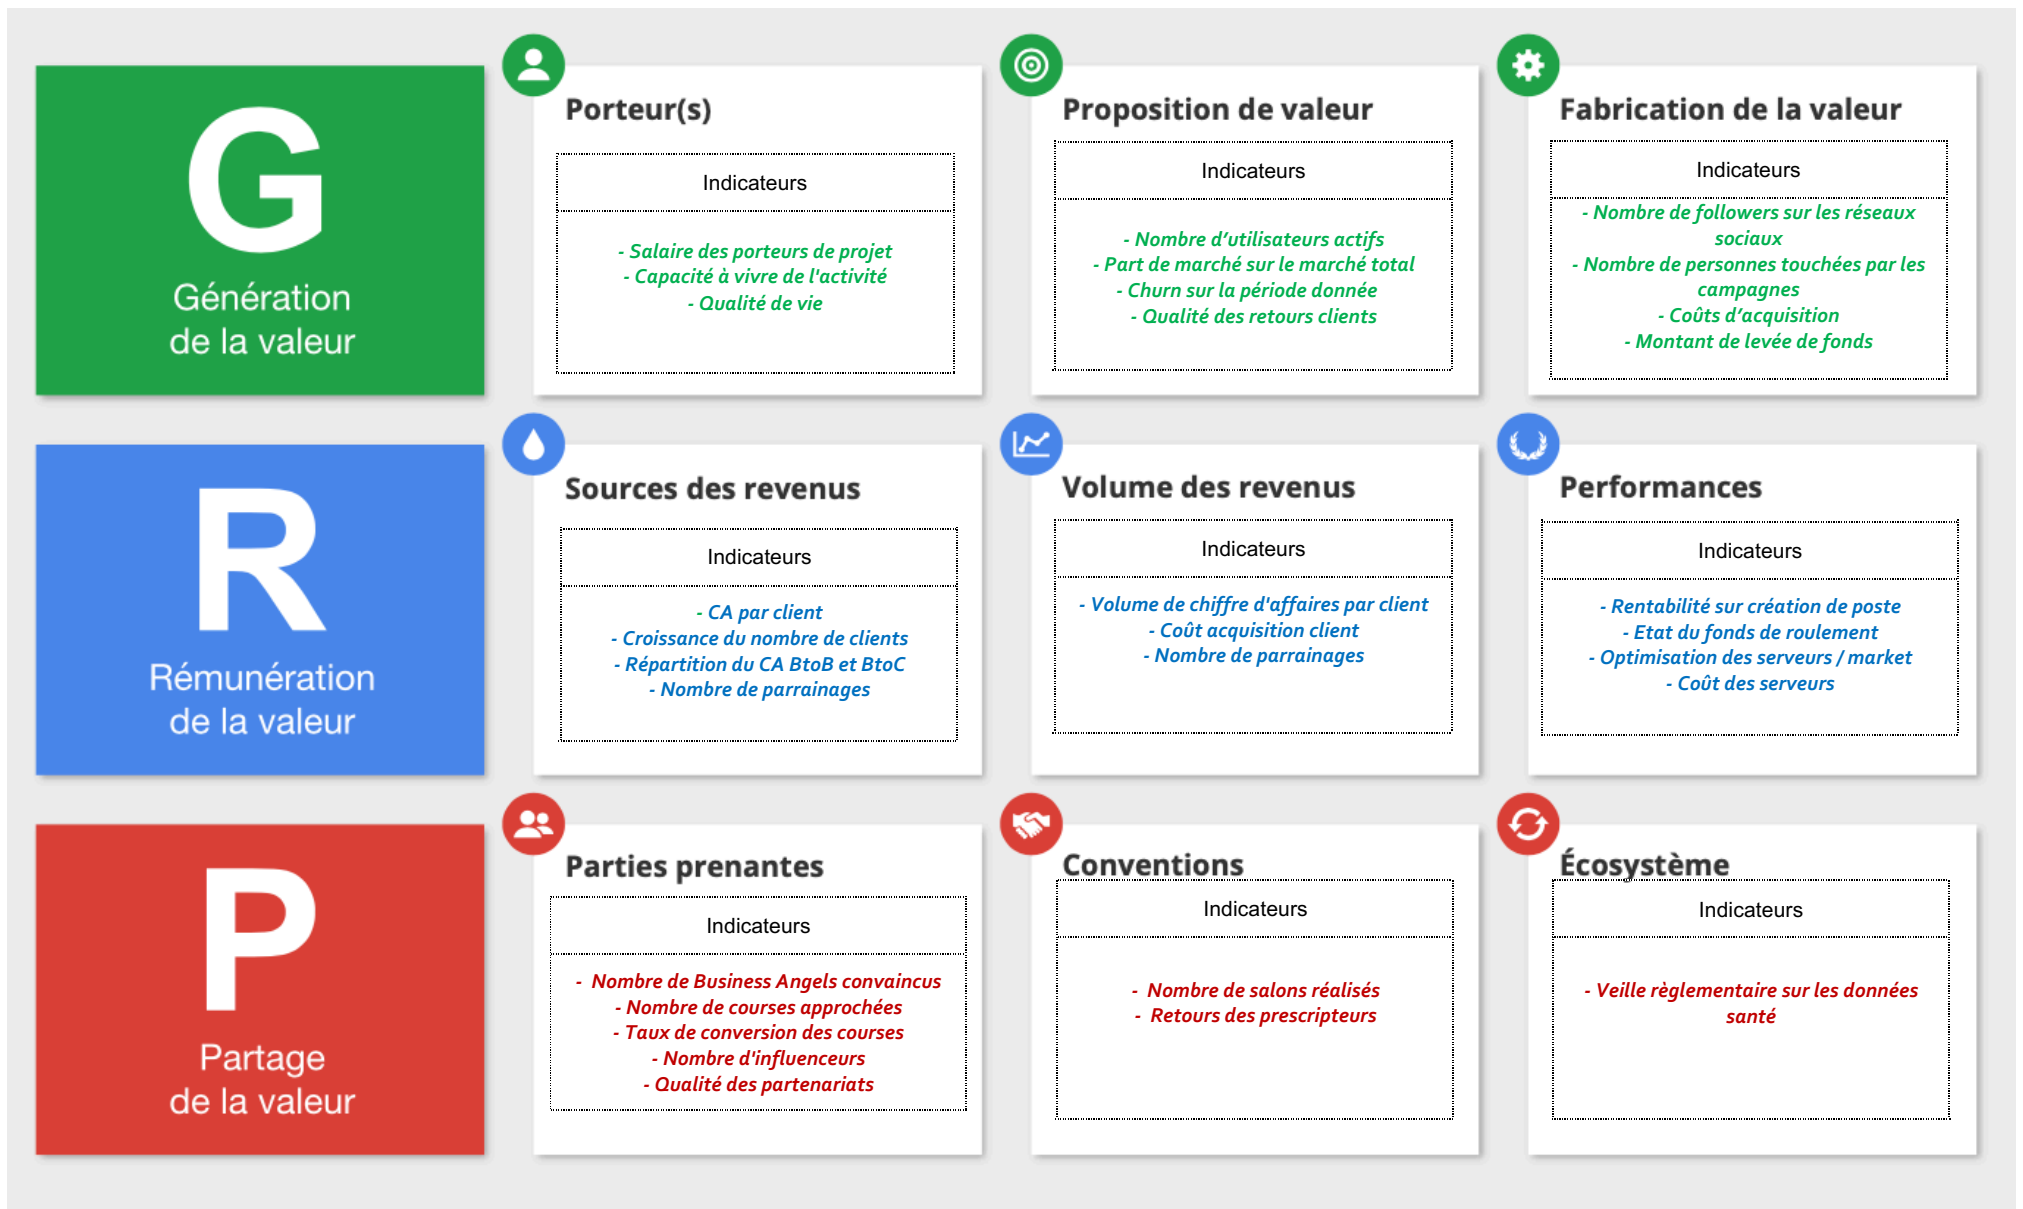 G
Génération
de la valeur
Porteur(s)
Indicateurs
- Salaire des porteurs de projet
- Capacité à vivre de l'activité
- Qualité de vie
Proposition de valeur
Indicateurs
- Nombre d’utilisateurs actifs
- Part de marché sur le marché total
- Churn sur la période donnée
- Qualité des retours clients
Fabrication de la valeur
Indicateurs
- Nombre de followers sur les réseaux
sociaux
- Nombre de personnes touchées par les
campagnes
- Coûts d’acquisition
- Montant de levée de fonds
R
Rémunération
de la valeur
Sources des revenus
Indicateurs
- CA par client
- Croissance du nombre de clients
- Répartition du CA BtoB et BtoC
- Nombre de parrainages
Volume des revenus
Indicateurs
- Volume de chiffre d'affaires par client
- Coût acquisition client
- Nombre de parrainages
Performances
Indicateurs
- Rentabilité sur création de poste
- Etat du fonds de roulement
- Optimisation des serveurs / market
- Coût des serveurs
P
Partage
de la valeur
Parties prenantes
Indicateurs
- Nombre de Business Angels convaincus
- Nombre de courses approchées
- Taux de conversion des courses
- Nombre d'influenceurs
- Qualité des partenariats
Conventions
Indicateurs
- Nombre de salons réalisés
- Retours des prescripteurs
Écosystème
Indicateurs
- Veille règlementaire sur les données
santé